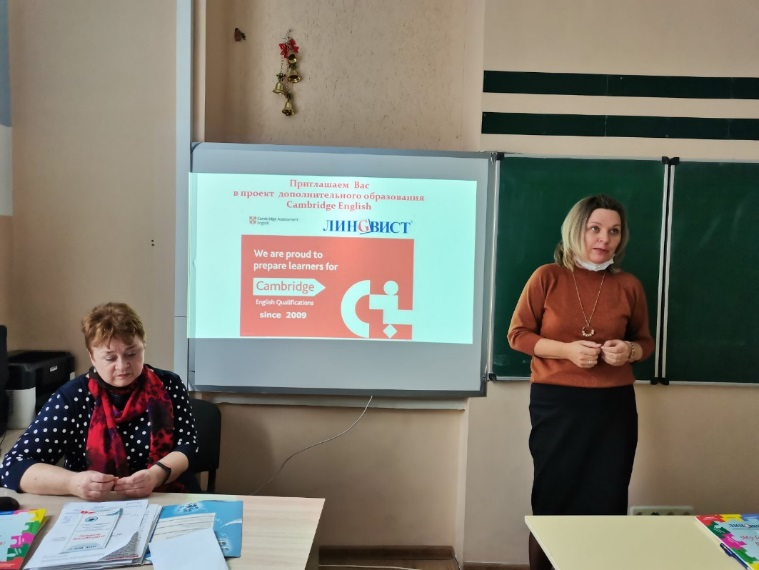 Приглашаем Вас
в проект дополнительного образования
Cambridge English
Cambridge Assessment
English
ЛИНGВИСТ
We are proud to
prepare learners for
Cambridge
English Qualifications
since 2009